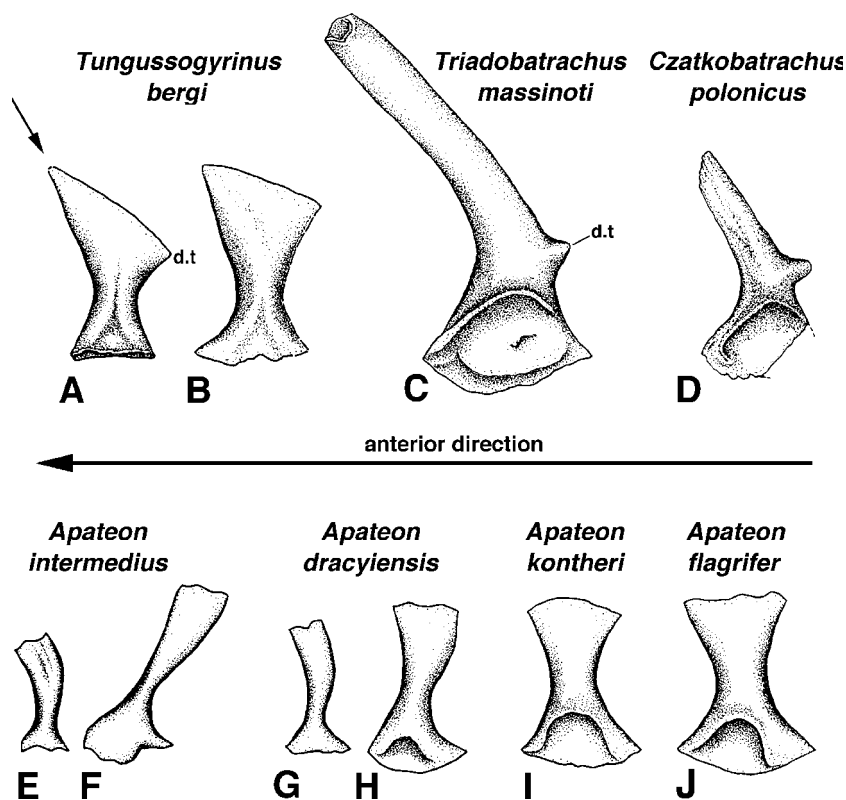 Tungussogyrinus
bergi
Triadobatrachus
massinoti
Czatkobatrachus
polonicus
d.t
d.t
A
B
C
D
anterior direction
Apateon
intermedius
Apateon
dracyiensis
Apateon
kontheri
Apateon
flagrifer
E
F
G
H
I
J